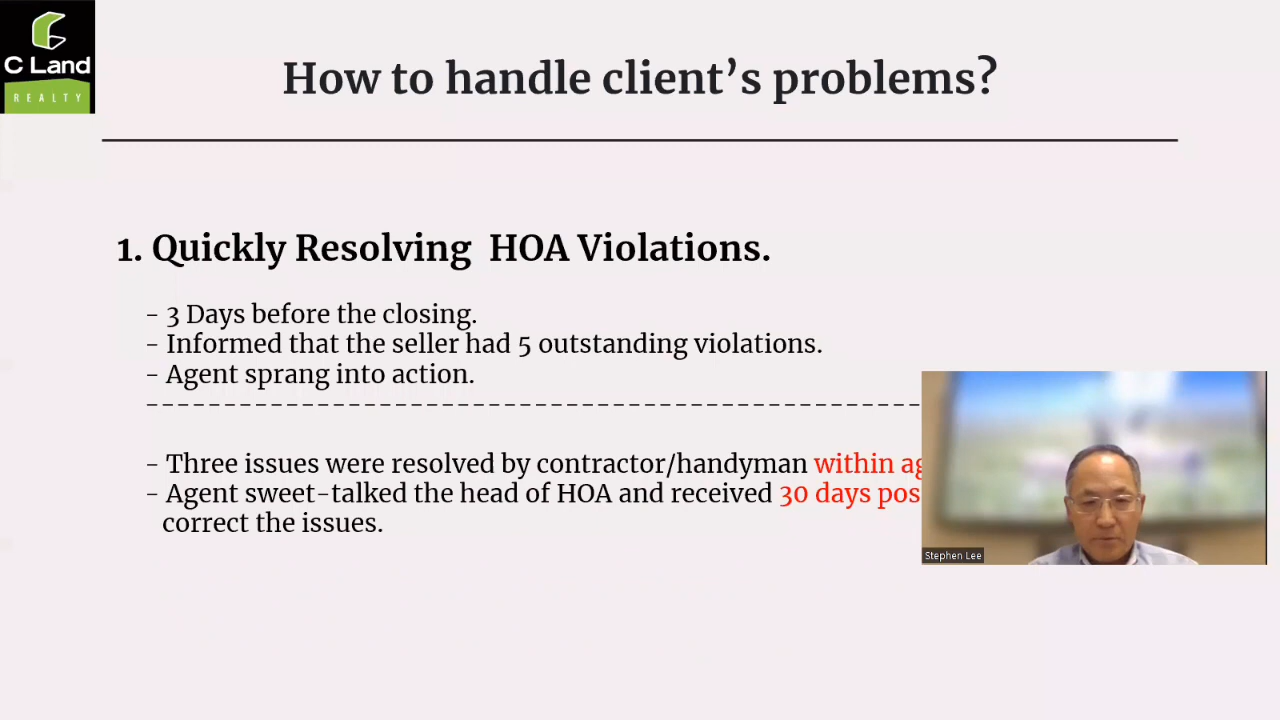 C Land
REALTY
How to handle client’s problems?
1. Quickly Resolving HOA Violations.
- 3 Days before the closing.
- Informed that the seller had 5 outstanding violations.
- Agent sprang into action.
- Three issues were resolved by contractor/handyman within
- Agent sweet-talked the head of HOA and received 30 days
correct the issues.
Stephen Lee